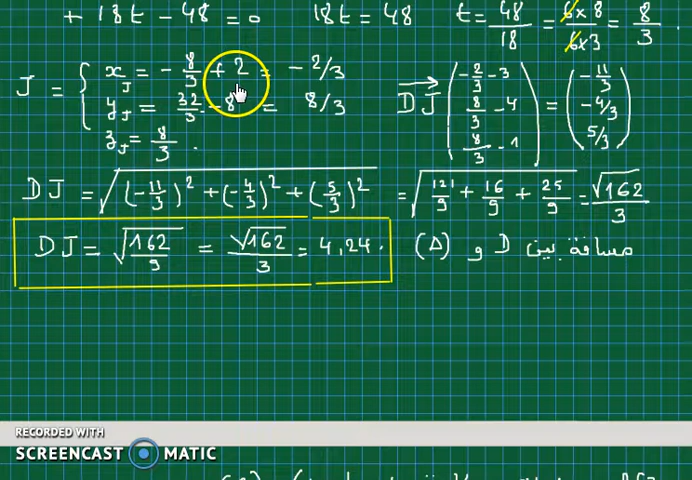 + 18t - 48 = 0   18t = 48   t = 48/18 = 6×8/6×3 = 8/3.
J = { x_J = - 8/3 + 2 = - 2/3   DJ (-2/3 - 3   8/3 - 4   8/3 - 1) = (-11/3   -4/3   5/3)
y_J = 32/3 - 8 = 8/3
z_J = 8/3 .
DJ = √((-11/3)² + (-4/3)² + (5/3)²) = √(121/9 + 16/9 + 25/9) = √162/3
DJ = √(162/9) = √162/3 = 4,24.   مسافة بين D و (Δ)
RECORDED WITH
SCREENCAST MATIC